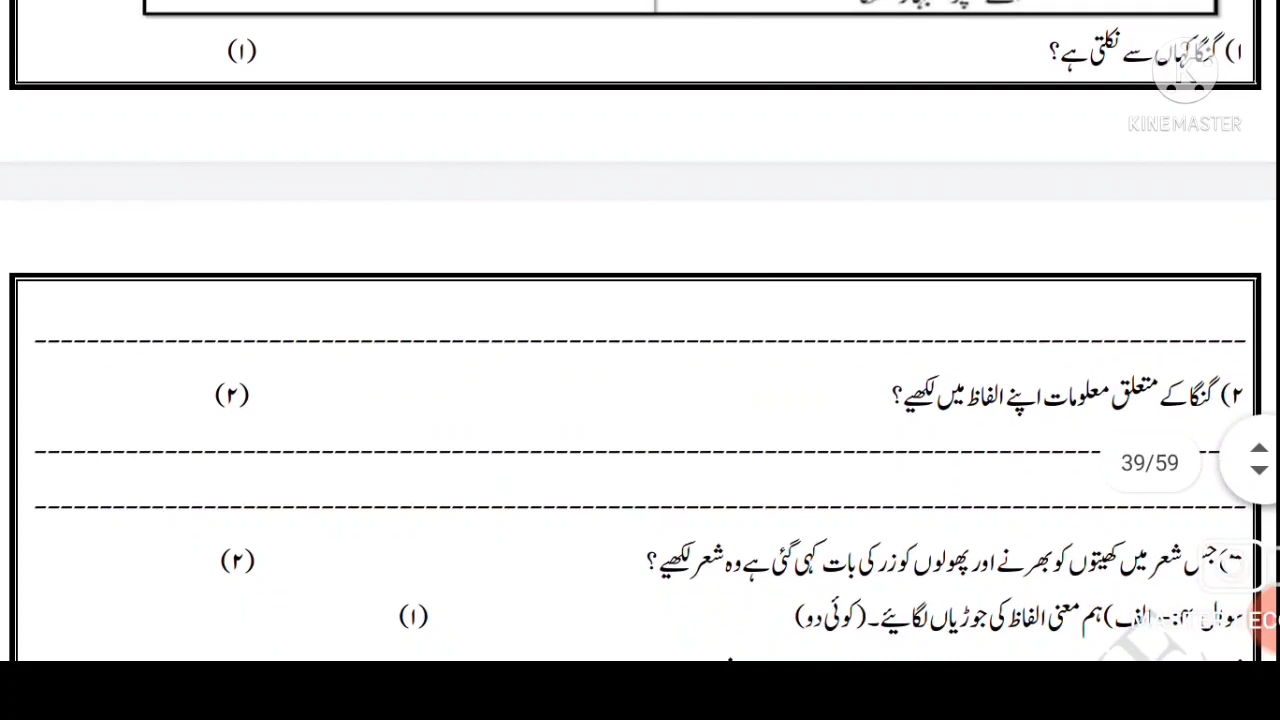 ۱) گنگا کہاں سے نکلتی ہے؟ (۱)
KINEMASTER
۲) گنگا کے متعلق معلومات اپنے الفاظ میں لکھیے؟ (۲)
39/59
جس شعر میں کھیتوں کو بھرنے اور پھولوں کو زر کی بات کہی گئی ہے وہ شعر لکھیے؟ (۲)
الف) ہم معنی الفاظ کی جوڑیاں لگائیے۔ (کوئی دو) (۱)